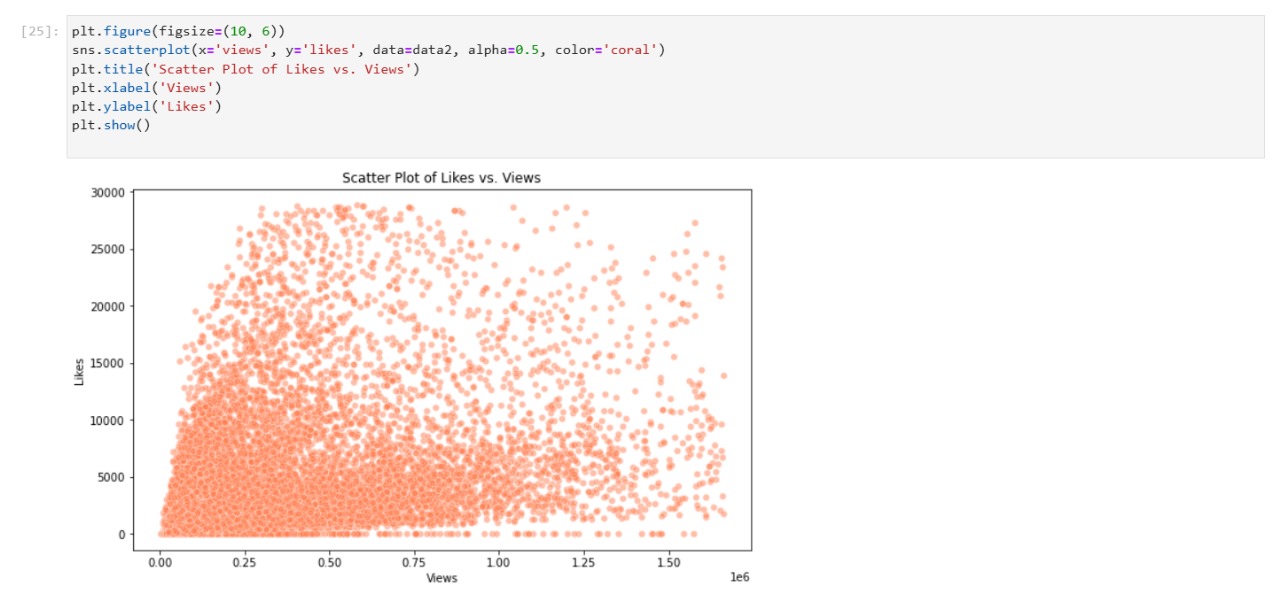 [25]: plt.figure(figsize=(10, 6))
sns.scatterplot(x='views', y='likes', data=data2, alpha=0.5, color='coral')
plt.title('Scatter Plot of Likes vs. Views')
plt.xlabel('Views')
plt.ylabel('Likes')
plt.show()
Scatter Plot of Likes vs. Views
30000
25000
20000
15000
10000
5000
0
Likes
0.00 0.25 0.50 0.75 1.00 1.25 1.50
Views
1e6